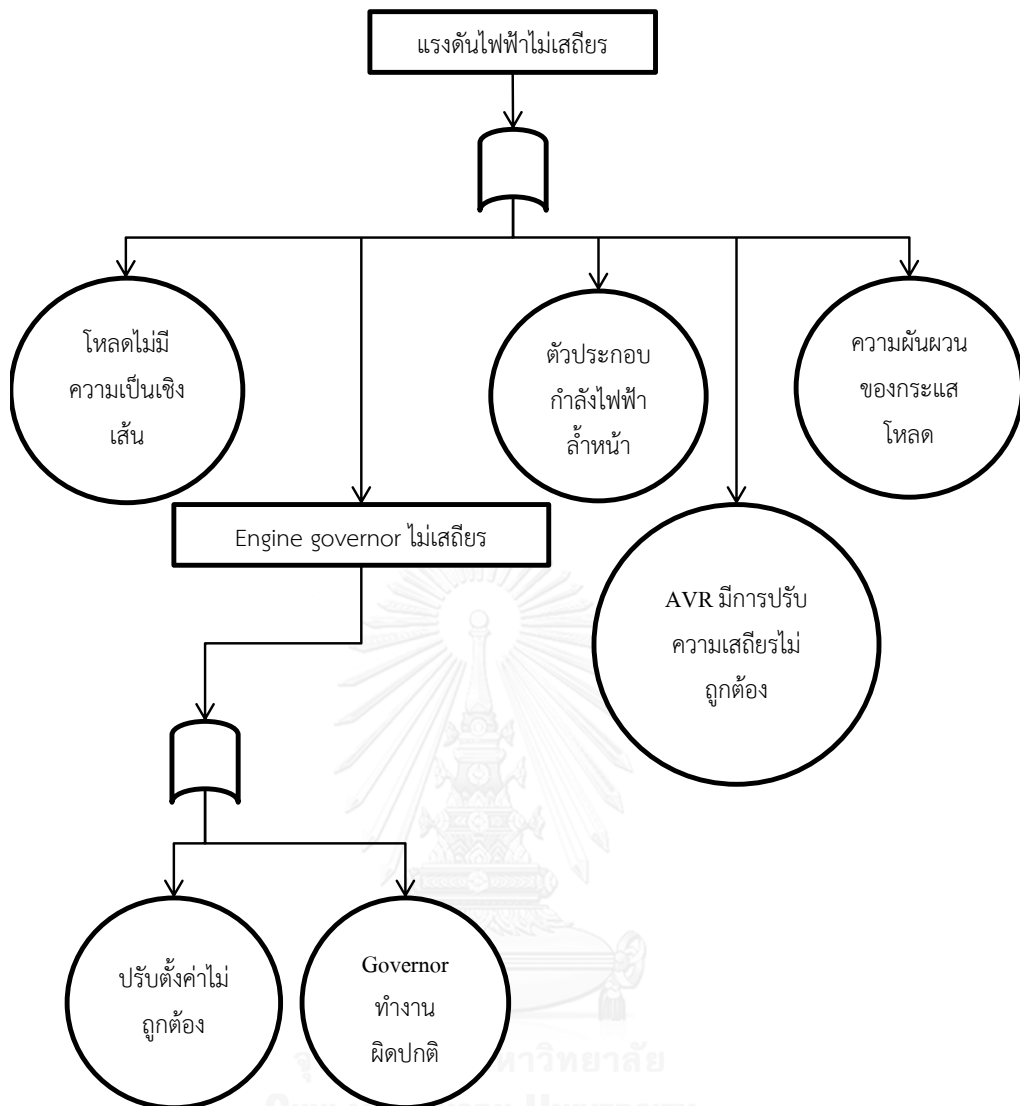 แรงดันไฟฟ้าไม่เสถียร
โหลดไม่มี
ความเป็นเชิง
เส้น
ตัวประกอบ
กำลังไฟฟ้า
ล้ำหน้า
ความผันผวน
ของกระแส
โหลด
Engine governor ไม่เสถียร
AVR มีการปรับ
ความเสถียรไม่
ถูกต้อง
ปรับตั้งค่าไม่
ถูกต้อง
Governor
ทำงาน
ผิดปกติ